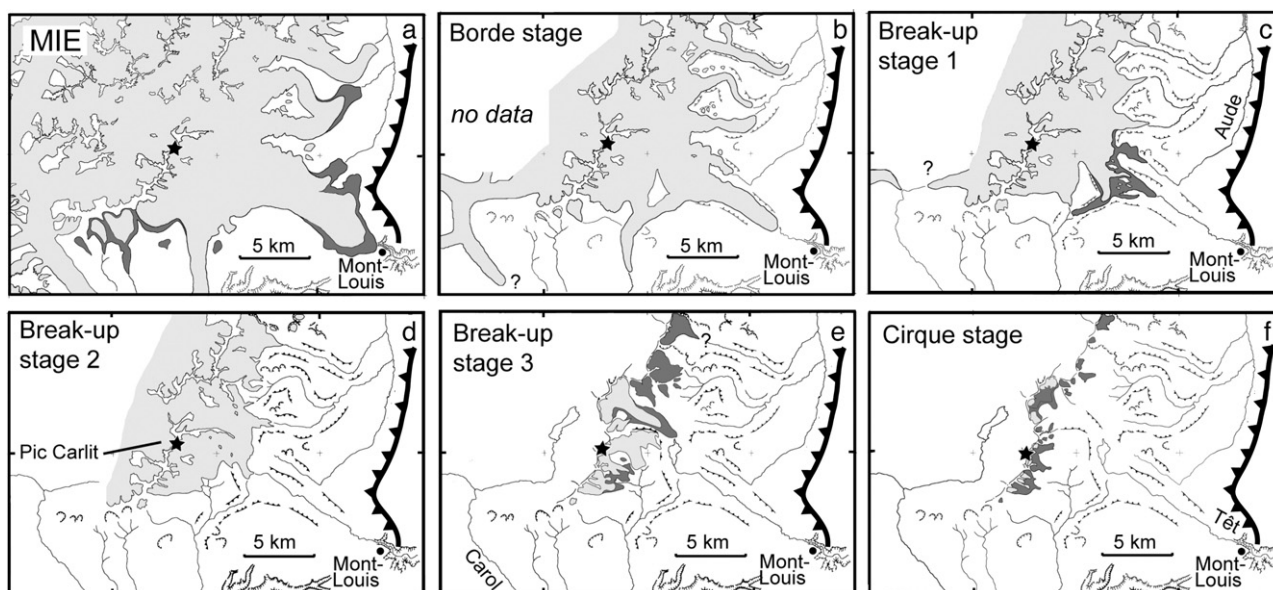 MIE
a
5 km
Mont-
Louis
Borde stage
b
no data
?
5 km
Mont-
Louis
Break-up
stage 1
c
Aude
?
5 km
Mont-
Louis
Break-up
stage 2
d
Pic Carlit
5 km
Mont-
Louis
Break-up
stage 3
e
?
5 km
Carol
Mont-
Louis
Cirque stage
f
5 km
Têt
Mont-
Louis